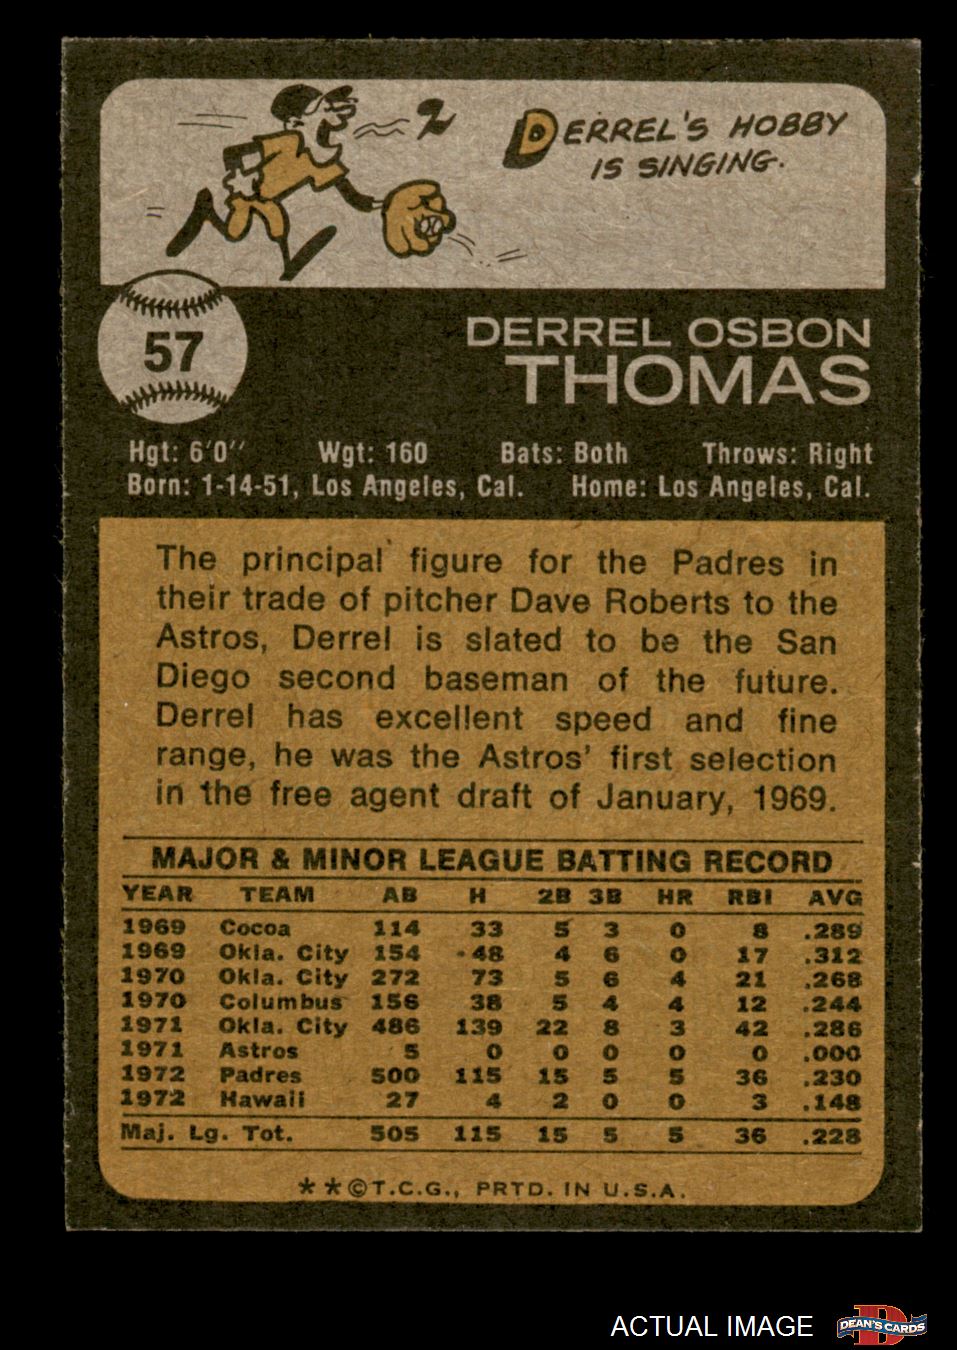 2
DERREL'S HOBBY
IS SINGING.
57
DERREL OSBON
THOMAS
Hgt: 6'0'' Wgt: 160 Bats: Both Throws: Right
Born: 1-14-51, Los Angeles, Cal. Home: Los Angeles, Cal.
The principal figure for the Padres in
their trade of pitcher Dave Roberts to the
Astros, Derrel is slated to be the San
Diego second baseman of the future.
Derrel has excellent speed and fine
range, he was the Astros' first selection
in the free agent draft of January, 1969.
MAJOR & MINOR LEAGUE BATTING RECORD
YEAR TEAM AB H 2B 3B HR RBI AVG
1969 Cocoa 114 33 5 3 0 8 .289
1969 Okla. City 154 48 4 6 0 17 .312
1970 Okla. City 272 73 5 6 4 21 .268
1970 Columbus 156 38 5 4 4 12 .244
1971 Okla. City 486 139 22 8 3 42 .286
1971 Astros 5 0 0 0 0 0 .000
1972 Padres 500 115 15 5 5 36 .230
1972 Hawaii 27 4 2 0 0 3 .148
Maj. Lg. Tot. 505 115 15 5 5 36 .228
**©T.C.G., PRTD. IN U.S.A.
ACTUAL IMAGE
DEAN'S CARDS